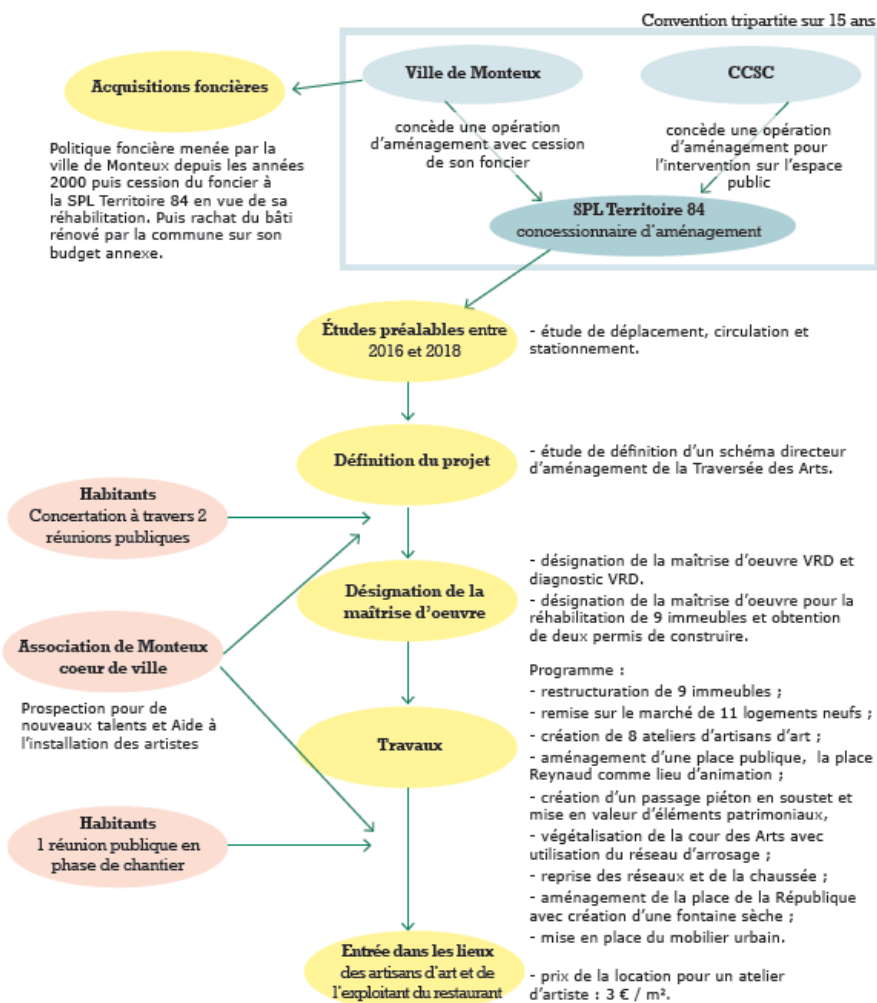 Convention tripartite sur 15 ans
Acquisitions foncières
Ville de Monteux
CCSC
concède une opération
d'aménagement avec cession
de son foncier
concède une opération
d'aménagement pour
l'intervention sur l'espace
public
Politique foncière menée par la
ville de Monteux depuis les années
2000 puis cession du foncier à
la SPL Territoire 84 en vue de sa
réhabilitation. Puis rachat du bâti
rénové par la commune sur son
budget annexe.
SPL Territoire 84
concessionnaire d'aménagement
Études préalables entre
2016 et 2018
- étude de déplacement, circulation et
stationnement.
Définition du projet
- étude de définition d'un schéma directeur
d'aménagement de la Traversée des Arts.
Habitants
Concertation à travers 2
réunions publiques
Désignation de la
maîtrise d'oeuvre
- désignation de la maîtrise d'oeuvre VRD et
diagnostic VRD.
- désignation de la maîtrise d'oeuvre pour la
réhabilitation de 9 immeubles et obtention
de deux permis de construire.
Association de Monteux
coeur de ville
Prospection pour de
nouveaux talents et Aide à
l'installation des artistes
Travaux
Programme :
- restructuration de 9 immeubles ;
- remise sur le marché de 11 logements neufs ;
- création de 8 ateliers d'artisans d'art ;
- aménagement d'une place publique, la place
Reynaud comme lieu d'animation ;
- création d'un passage piéton en soustet et
mise en valeur d'éléments patrimoniaux,
- végétalisation de la cour des Arts avec
utilisation du réseau d'arrosage ;
- reprise des réseaux et de la chaussée ;
- aménagement de la place de la République
avec création d'une fontaine sèche ;
- mise en place du mobilier urbain.
Habitants
1 réunion publique en
phase de chantier
Entrée dans les lieux
des artisans d'art et de
l'exploitant du restaurant
- prix de la location pour un atelier
d'artiste : 3 € / m².